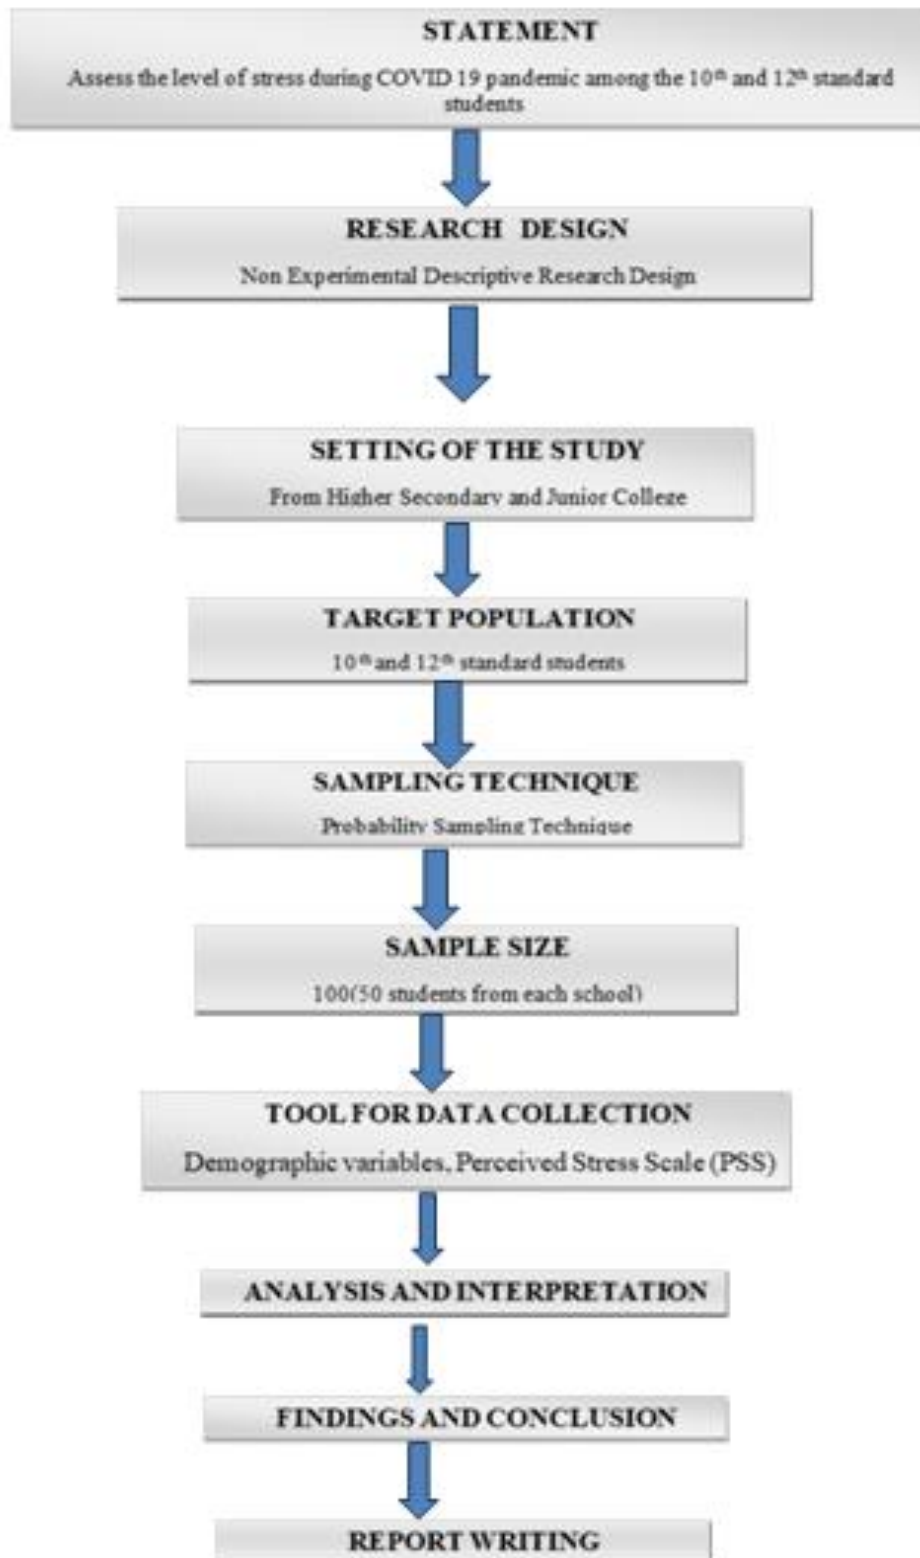 STATEMENT
Assess the level of stress during COVID 19 pandemic among the 10th and 12th standard
students
RESEARCH DESIGN
Non Experimental Descriptive Research Design
SETTING OF THE STUDY
From Higher Secondary and Junior College
TARGET POPULATION
10th and 12th standard students
SAMPLING TECHNIQUE
Probability Sampling Technique
SAMPLE SIZE
100(50 students from each school)
TOOL FOR DATA COLLECTION
Demographic variables, Perceived Stress Scale (PSS)
ANALYSIS AND INTERPRETATION
FINDINGS AND CONCLUSION
REPORT WRITING